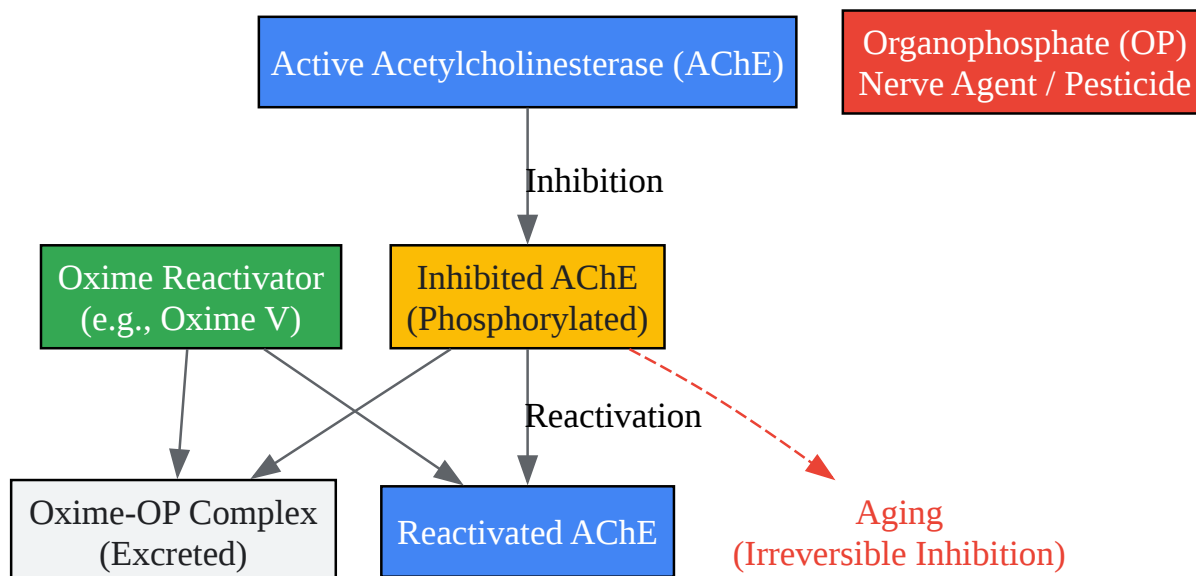 Active Acetylcholinesterase (AChE)
Organophosphate (OP)
Nerve Agent / Pesticide
Inhibition
Oxime Reactivator
(e.g., Oxime V)
Inhibited AChE
(Phosphorylated)
Reactivation
Oxime-OP Complex
(Excreted)
Reactivated AChE
Aging
(Irreversible Inhibition)